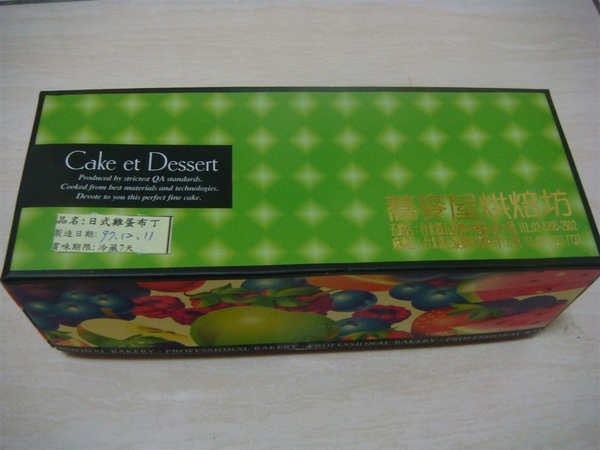 Cake et Dessert
Produced by strictest QA standards.
Cooked from best materials and technologies.
Devote to you this perfect fine cake.
品名:日式雞蛋布丁
製造日期:97.12.11
賞味期限:冷藏7天
蕎麥屋烘焙坊
PROFESSIONAL BAKERY · PROFESSIONAL BAKERY · PROFESSIONAL BAKERY